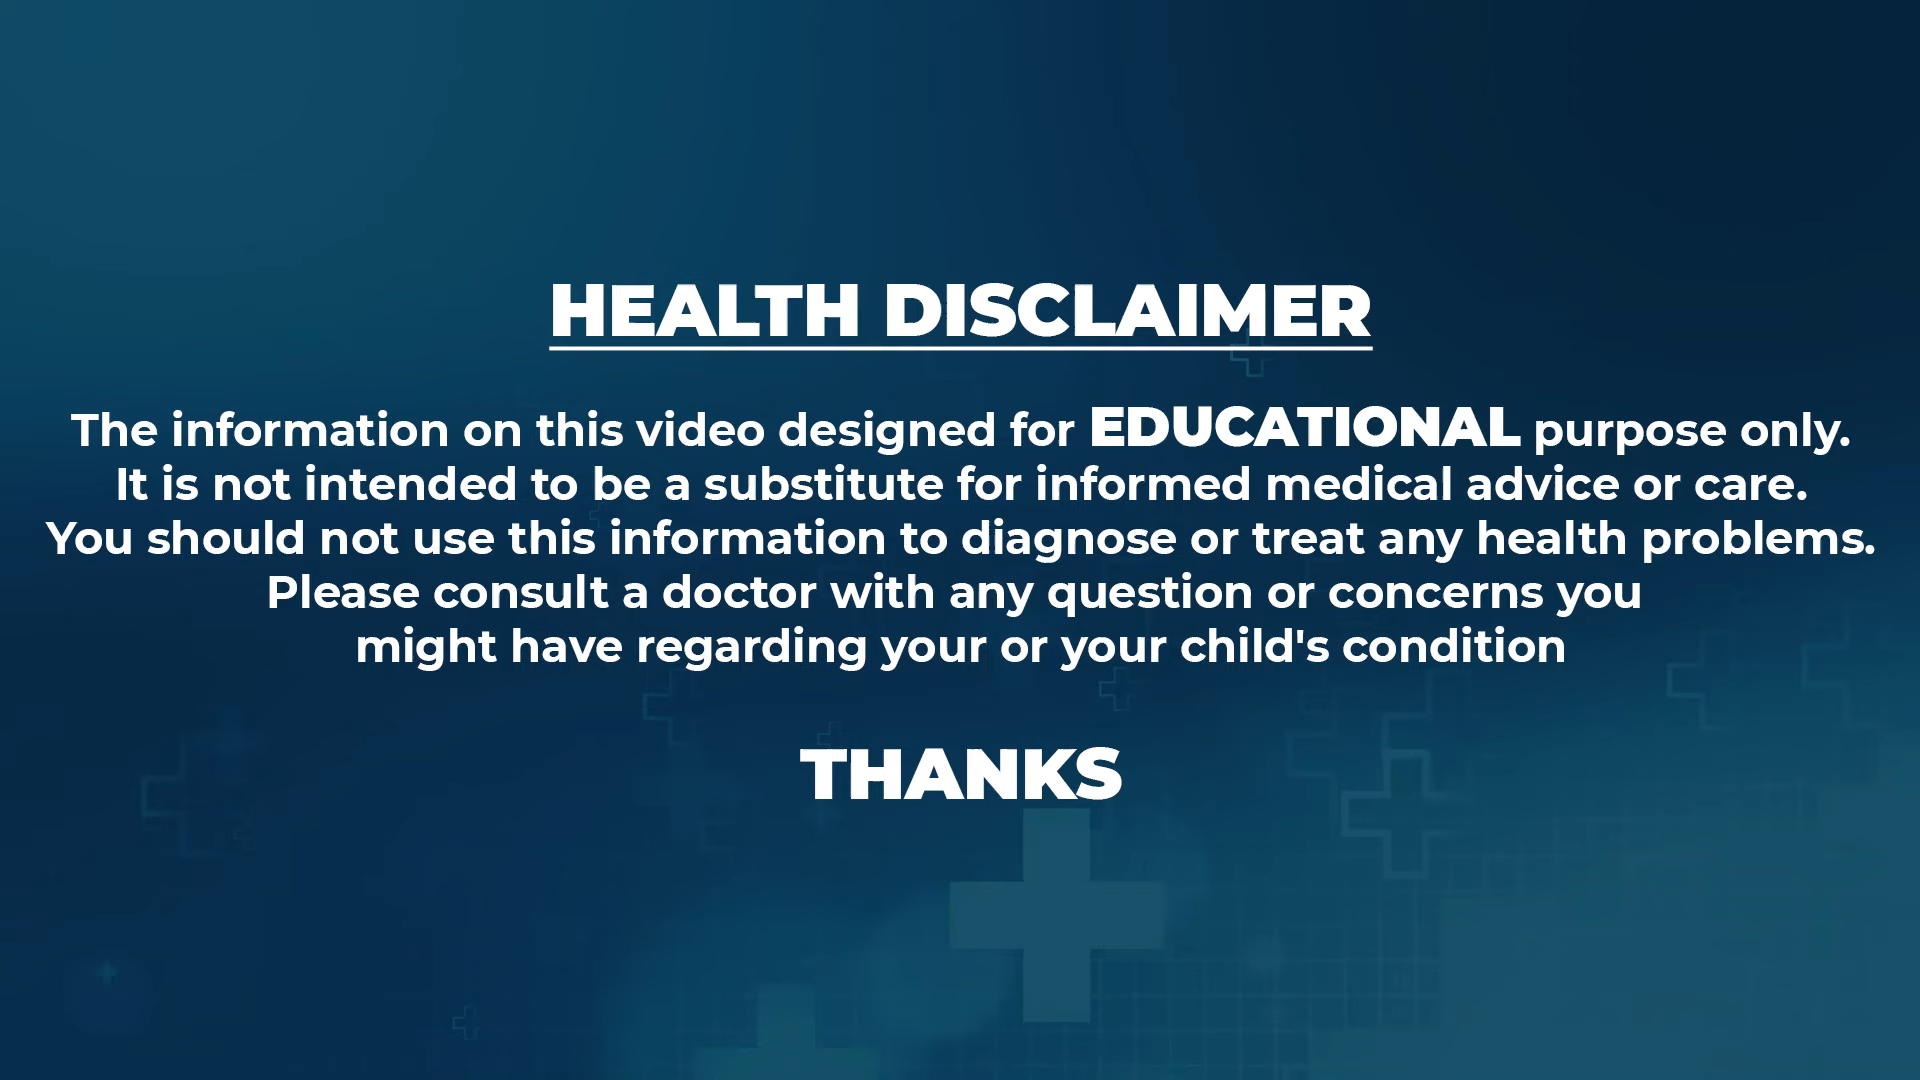 HEALTH DISCLAIMER
The information on this video designed for EDUCATIONAL purpose only.
It is not intended to be a substitute for informed medical advice or care.
You should not use this information to diagnose or treat any health problems.
Please consult a doctor with any question or concerns you
might have regarding your or your child's condition
THANKS